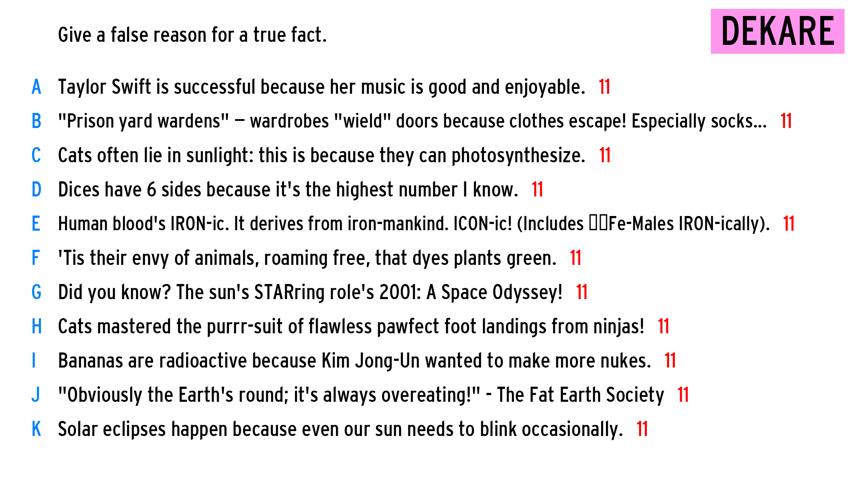 Give a false reason for a true fact.
DEKARE
A Taylor Swift is successful because her music is good and enjoyable. 11
B "Prison yard wardens" – wardrobes "wield" doors because clothes escape! Especially socks... 11
C Cats often lie in sunlight: this is because they can photosynthesize. 11
D Dices have 6 sides because it's the highest number I know. 11
E Human blood's IRON-ic. It derives from iron-mankind. ICON-ic! (Includes ▯▯Fe-Males IRON-ically). 11
F 'Tis their envy of animals, roaming free, that dyes plants green. 11
G Did you know? The sun's STARring role's 2001: A Space Odyssey! 11
H Cats mastered the purrr-suit of flawless pawfect foot landings from ninjas! 11
I Bananas are radioactive because Kim Jong-Un wanted to make more nukes. 11
J "Obviously the Earth's round; it's always overeating!" - The Fat Earth Society 11
K Solar eclipses happen because even our sun needs to blink occasionally. 11